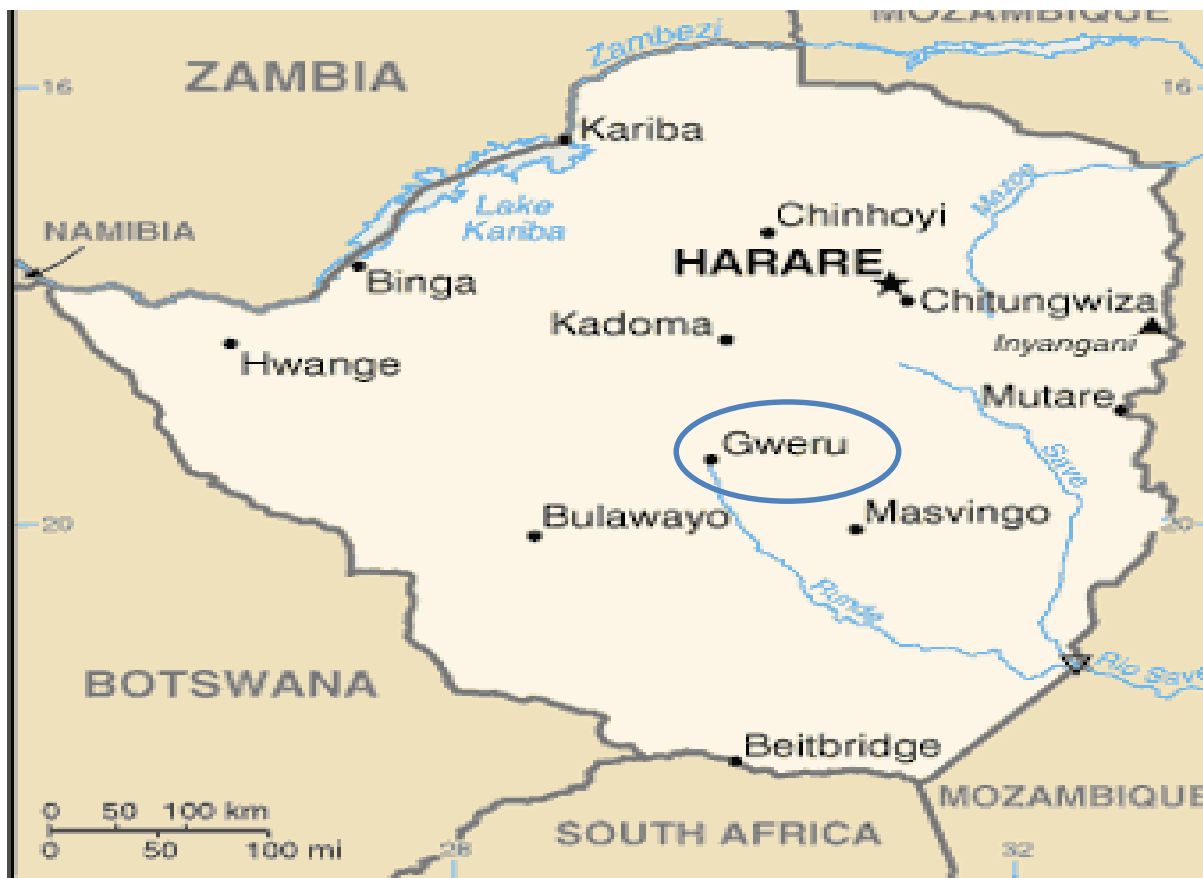 MOZAMBIQUE
Zambezi
ZAMBIA
16
16
Kariba
Lake
Kariba
Mazoe
Chinhoyi
NAMIBIA
HARARE
Binga
Chitungwiza
Kadoma
Inyangani
Hwange
Mutare
Gweru
Save
Bulawayo
Masvingo
20
20
Runde
Rio Save
BOTSWANA
Beitbridge
MOZAMBIQUE
0 50 100 km
0 50 100 mi
SOUTH AFRICA
28
32